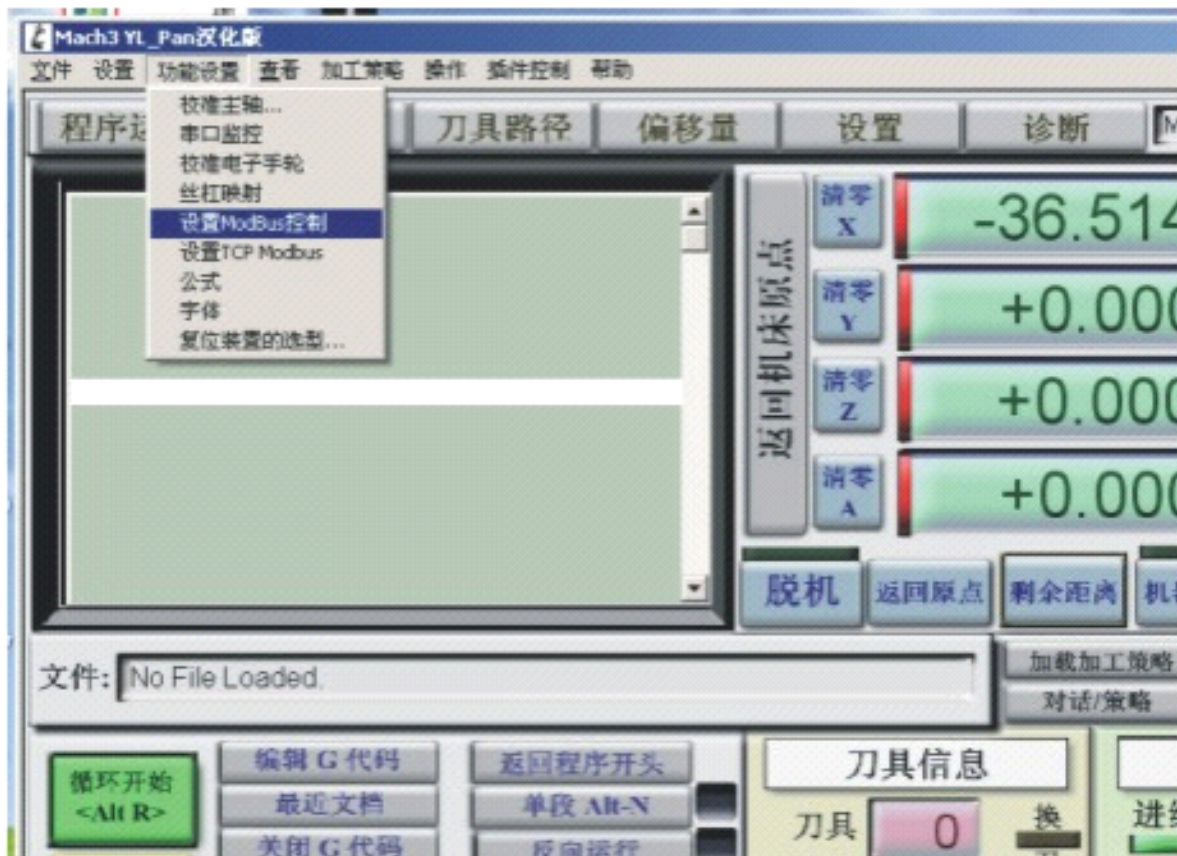 Mach3 YL_Pan汉化版
文件 设置 功能设置 查看 加工策略 操作 插件控制 帮助
校准主轴...
串口监控
校准电子手轮
丝杠映射
设置ModBus控制
设置TCP Modbus
公式
字体
复位装置的选型...
程序运 刀具路径 偏移量 设置 诊断 M
返回机床原点
清零 X -36.514
清零 Y +0.000
清零 Z +0.000
清零 A +0.000
脱机 返回原点 剩余距离 机
文件: No File Loaded.
加载加工策略
对话/策略
循环开始 <Alt R>
编辑 G 代码
最近文档
关闭 G 代码
返回程序开头
单段 Alt-N
反向运行
刀具信息
刀具 0 换
进给